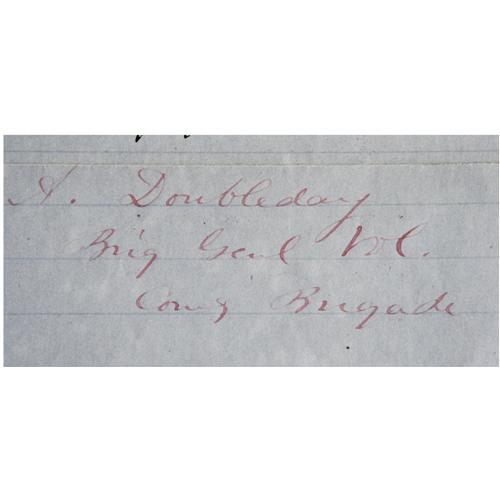 A. Doubleday
Brig Genl Vol.
Comg Brigade